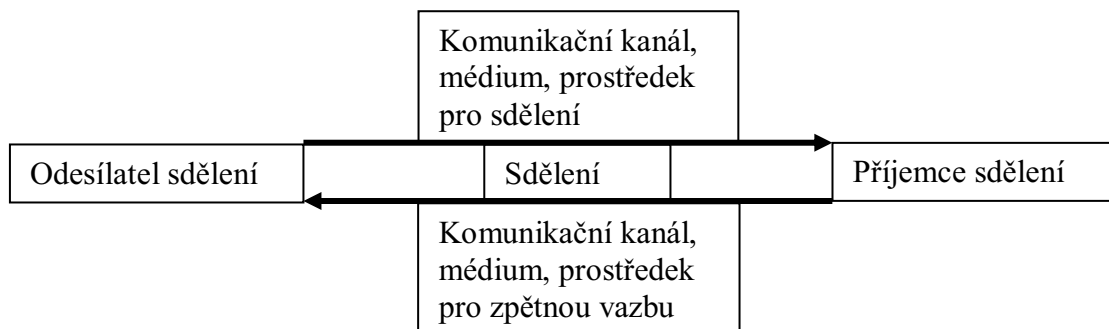 Komunikační kanál,
médium, prostředek
pro sdělení
Odesílatel sdělení
Sdělení
Příjemce sdělení
Komunikační kanál,
médium, prostředek
pro zpětnou vazbu